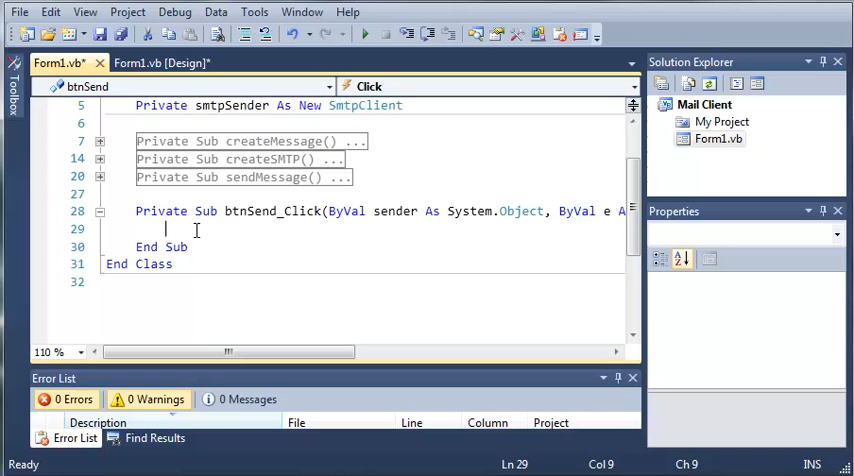 File Edit View Project Debug Data Tools Window Help
Form1.vb* Form1.vb [Design]*
Toolbox
btnSend Click
5 Private smtpSender As New SmtpClient
6
7 Private Sub createMessage() ...
14 Private Sub createSMTP() ...
20 Private Sub sendMessage() ...
27
28 Private Sub btnSend_Click(ByVal sender As System.Object, ByVal e A
29
30 End Sub
31 End Class
32
110 %
Solution Explorer
Mail Client
My Project
Form1.vb
Properties
Error List
0 Errors 0 Warnings 0 Messages
Description File Line Column Project
Error List Find Results
Ready Ln 29 Col 9 Ch 9 INS